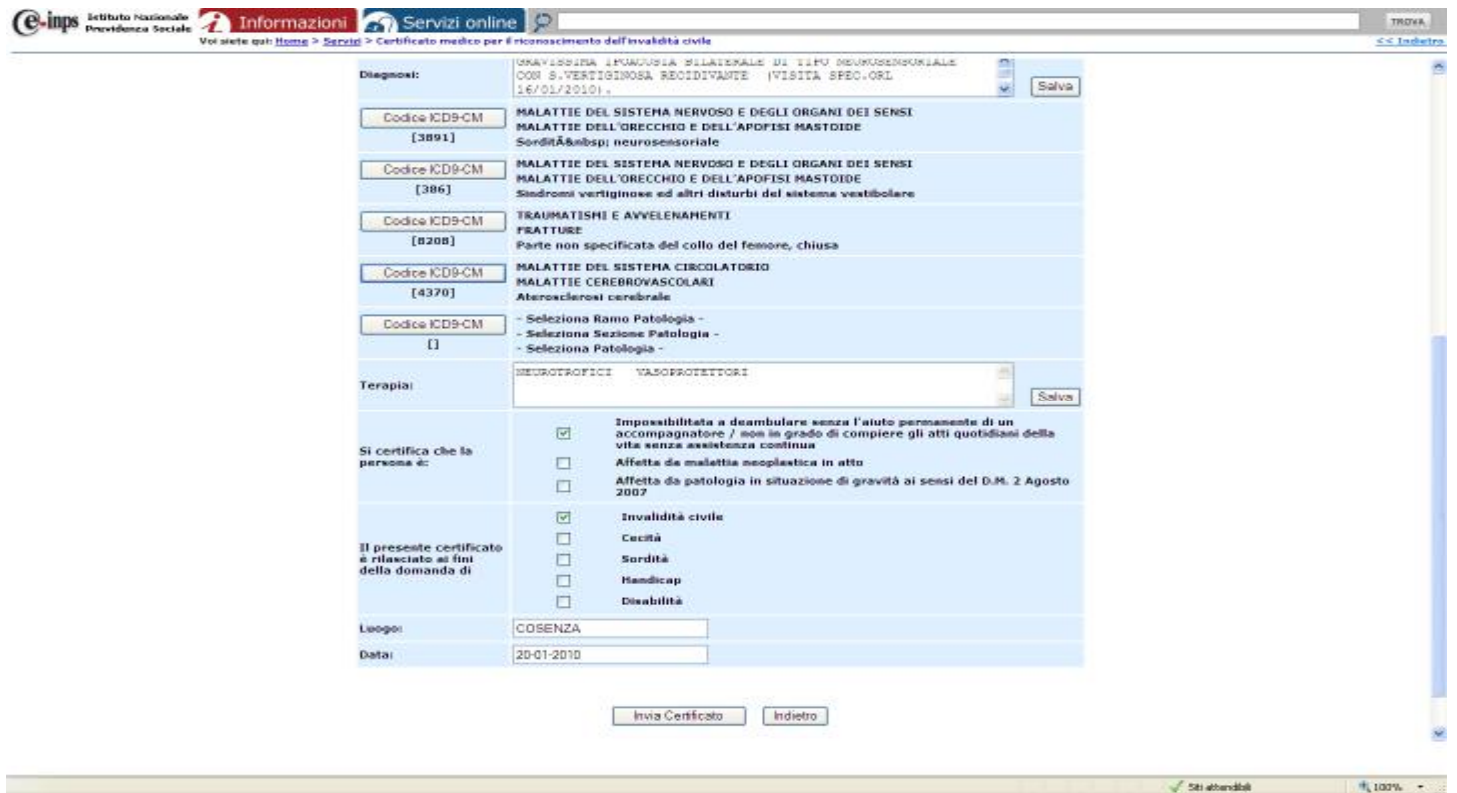 e-inps Istituto Nazionale Previdenza Sociale
Informazioni
Servizi online
TROVA
Voi siete qui: Home > Servizi > Certificato medico per il riconoscimento dell'invalidità civile
<< Indietro
Diagnosi:
GRAVISSIMA IPOACUSIA BILATERALE DI TIPO NEUROSENSORIALE
CON S.VERTIGINOSA RECIDIVANTE (VISITA SPEC.ORL
16/01/2010).
Salva
Codice ICD9-CM
[3891]
MALATTIE DEL SISTEMA NERVOSO E DEGLI ORGANI DEI SENSI
MALATTIE DELL'ORECCHIO E DELL'APOFISI MASTOIDE
SorditÃ&nbsp; neurosensoriale
Codice ICD9-CM
[386]
MALATTIE DEL SISTEMA NERVOSO E DEGLI ORGANI DEI SENSI
MALATTIE DELL'ORECCHIO E DELL'APOFISI MASTOIDE
Sindromi vertiginose ed altri disturbi del sistema vestibolare
Codice ICD9-CM
[8208]
TRAUMATISMI E AVVELENAMENTI
FRATTURE
Parte non specificata del collo del femore, chiusa
Codice ICD9-CM
[4370]
MALATTIE DEL SISTEMA CIRCOLATORIO
MALATTIE CEREBROVASCOLARI
Aterosclerosi cerebrale
Codice ICD9-CM
[]
- Seleziona Ramo Patologia -
- Seleziona Sezione Patologia -
- Seleziona Patologia -
Terapia:
NEUROTROFICI VASOPROTETTORI
Salva
Si certifica che la
persona è:
Impossibilitata a deambulare senza l'aiuto permanente di un
accompagnatore / non in grado di compiere gli atti quotidiani della
vita senza assistenza continua
Affetta da malattia neoplastica in atto
Affetta da patologia in situazione di gravità ai sensi del D.M. 2 Agosto
2007
Il presente certificato
è rilasciato ai fini
della domanda di
Invalidità civile
Cecità
Sordità
Handicap
Disabilità
Luogo:
COSENZA
Data:
20-01-2010
Invia Certificato
Indietro
Siti attendibili
100%